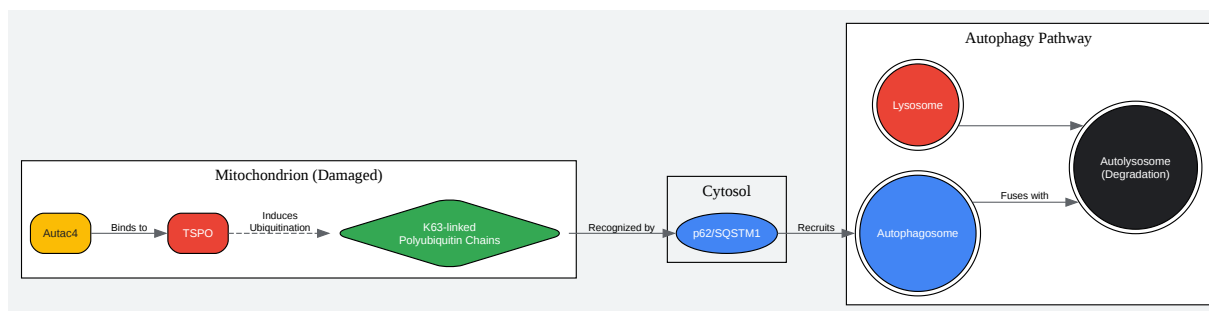 Autophagy Pathway
Lysosome
Autolysosome
(Degradation)
Mitochondrion (Damaged)
Cytosol
Fuses with
Autac4
Binds to
TSPO
Induces
Ubiquitination
K63-linked
Polyubiquitin Chains
Recognized by
p62/SQSTM1
Recruits
Autophagosome